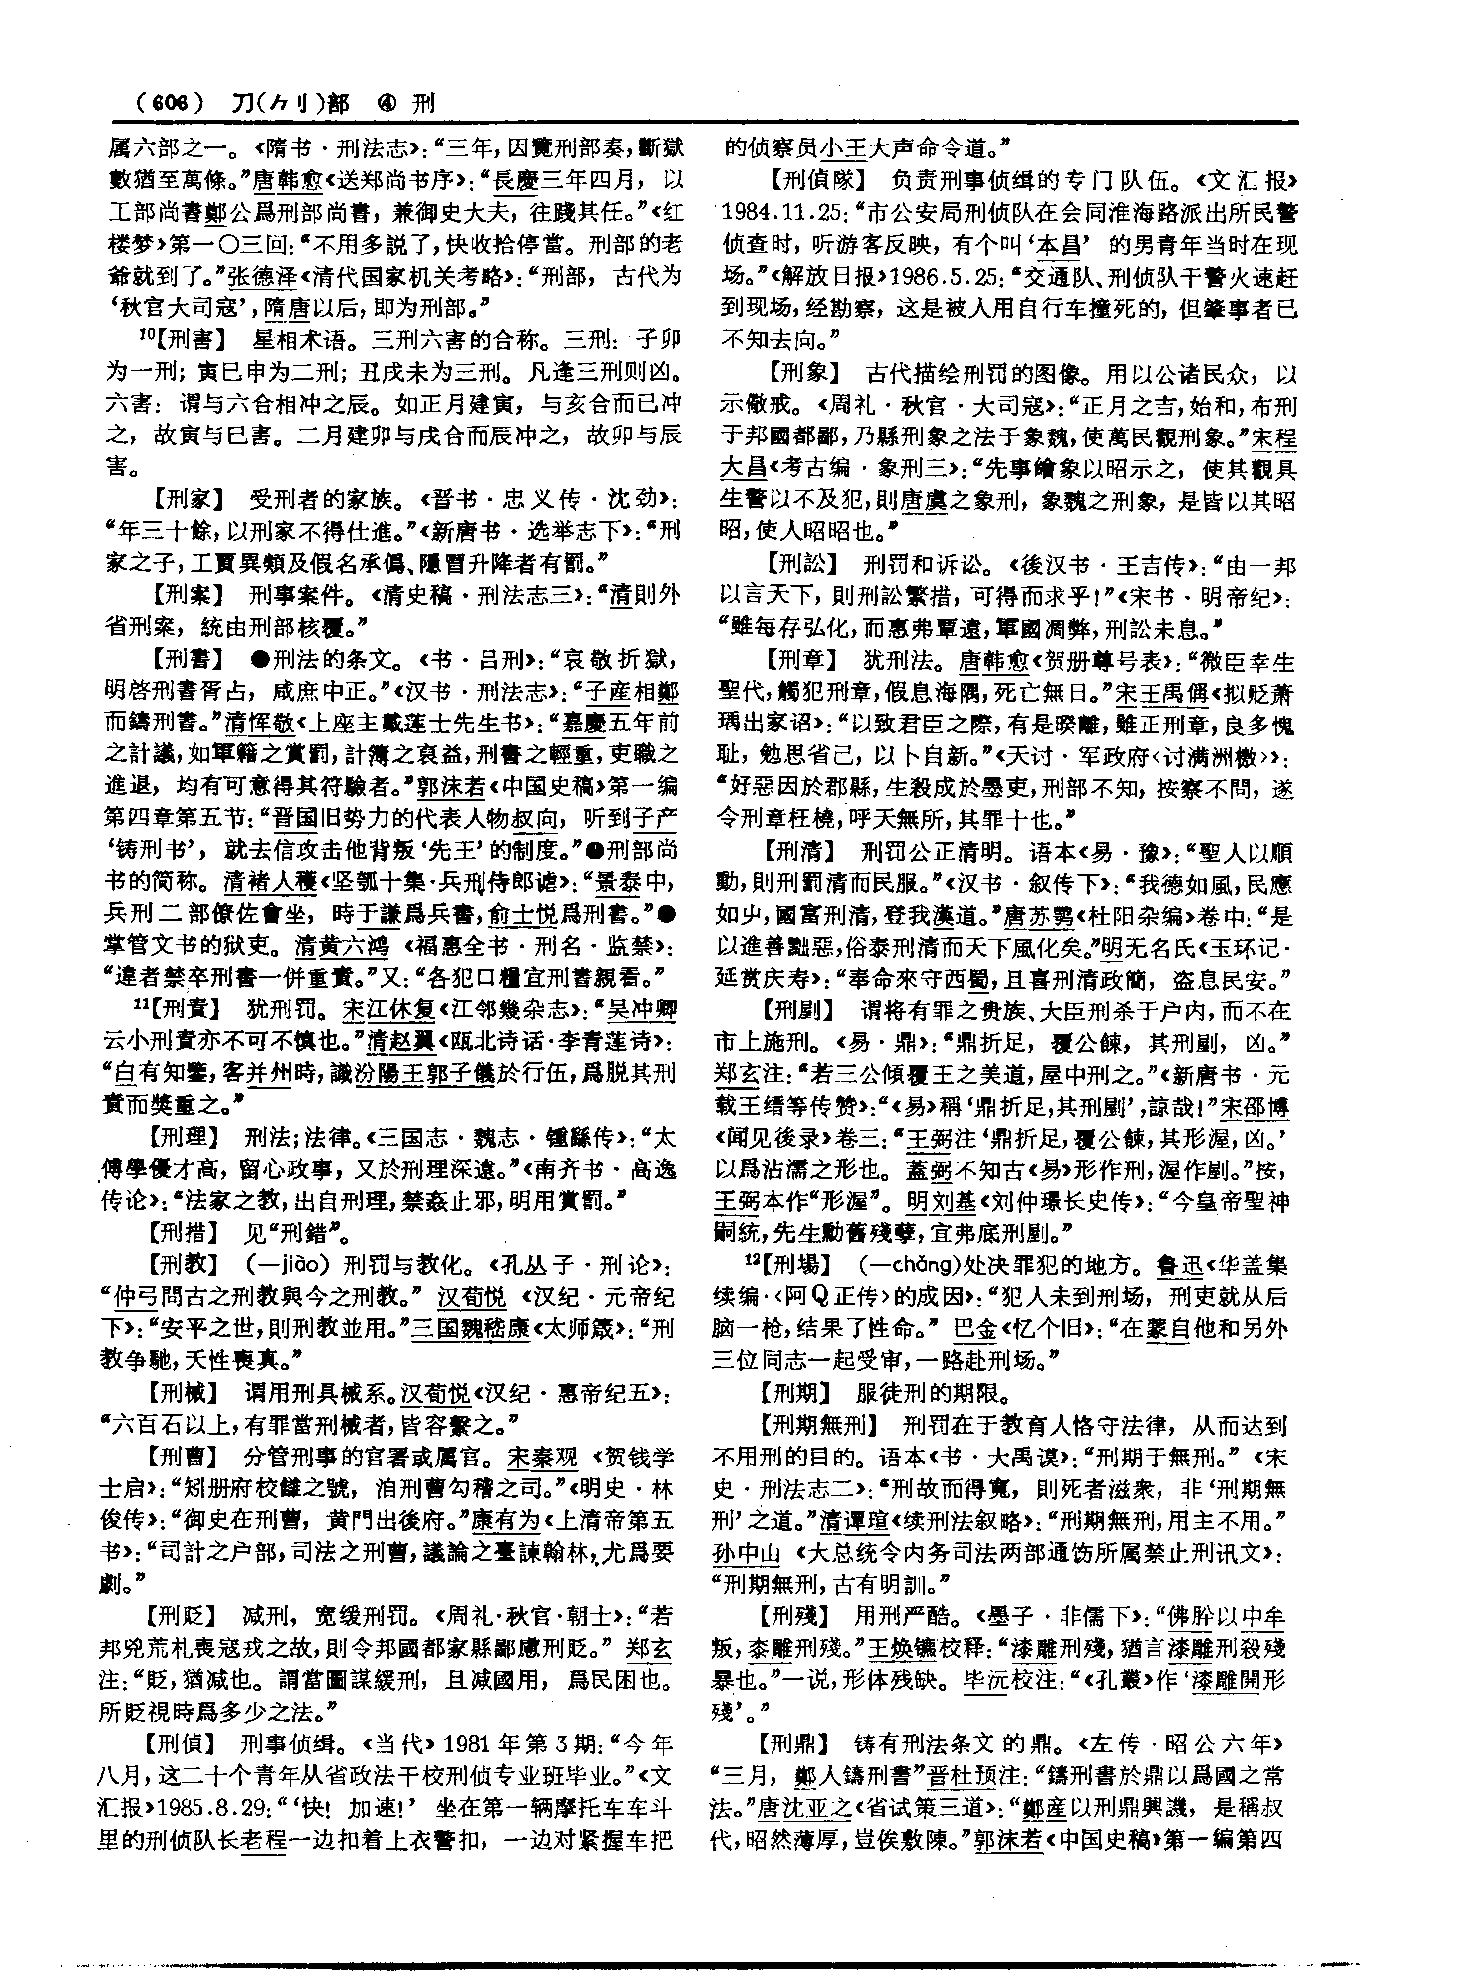 (606) 刀(⺈刂)部 ④ 刑
属六部之一。《隋书·刑法志》：“三年，因覽刑部奏，斷獄
數猶至萬條。”唐韩愈《送郑尚书序》：“長慶三年四月，以
工部尚書鄭公爲刑部尚書，兼御史大夫，往踐其任。”《红
楼梦》第一〇三回：“不用多説了，快收拾停當。刑部的老
爺就到了。”张德泽《清代国家机关考略》：“刑部，古代为
‘秋官大司寇’，隋唐以后，即为刑部。”
10【刑害】 星相术语。三刑六害的合称。三刑：子卯
为一刑；寅巳申为二刑；丑戌未为三刑。凡逢三刑则凶。
六害：谓与六合相冲之辰。如正月建寅，与亥合而巳冲
之，故寅与巳害。二月建卯与戌合而辰冲之，故卯与辰
害。
【刑家】 受刑者的家族。《晋书·忠义传·沈劲》：
“年三十餘，以刑家不得仕進。”《新唐书·选举志下》：“刑
家之子，工賈異類及假名承僞、隱冒升降者有罰。”
【刑案】 刑事案件。《清史稿·刑法志三》：“清則外
省刑案，統由刑部核覆。”
【刑書】 ●刑法的条文。《书·吕刑》：“哀敬折獄，
明啓刑書胥占，咸庶中正。”《汉书·刑法志》：“子産相鄭
而鑄刑書。”清恽敬《上座主戴莲士先生书》：“嘉慶五年前
之計議，如軍籍之賞罰，計簿之裒益，刑書之輕重，吏職之
進退，均有可意得其符驗者。”郭沫若《中国史稿》第一编
第四章第五节：“晋国旧势力的代表人物叔向，听到子产
‘铸刑书’，就去信攻击他背叛‘先王’的制度。”●刑部尚
书的简称。清褚人穫《坚瓠十集·兵刑侍郎谑》：“景泰中，
兵刑二部僚佐會坐，時于謙爲兵書，俞士悦爲刑書。”●
掌管文书的狱吏。清黄六鸿《福惠全书·刑名·监禁》：
“違者禁卒刑書一併重責。”又：“各犯口糧宜刑書親看。”
11【刑責】 犹刑罚。宋江休复《江邻幾杂志》：“吴冲卿
云小刑責亦不可不慎也。”清赵翼《瓯北诗话·李青莲诗》：
“白有知鑒，客并州時，識汾陽王郭子儀於行伍，爲脱其刑
責而奬重之。”
【刑理】 刑法；法律。《三国志·魏志·锺繇传》：“太
傅學優才高，留心政事，又於刑理深遠。”《南齐书·高逸
传论》：“法家之教，出自刑理，禁姦止邪，明用賞罰。”
【刑措】 见“刑錯”。
【刑教】 (—jiào) 刑罚与教化。《孔丛子·刑论》：
“仲弓問古之刑教與今之刑教。”汉荀悦《汉纪·元帝纪
下》：“安平之世，則刑教並用。”三国魏嵇康《太师箴》：“刑
教争馳，天性喪真。”
【刑械】 谓用刑具械系。汉荀悦《汉纪·惠帝纪五》：
“六百石以上，有罪當刑械者，皆容繫之。”
【刑曹】 分管刑事的官署或属官。宋秦观《贺钱学
士启》：“矧册府校讎之號，洎刑曹勾稽之司。”《明史·林
俊传》：“御史在刑曹，黄門出後府。”康有为《上清帝第五
书》：“司計之户部，司法之刑曹，議論之臺諫翰林，尤爲要
劇。”
【刑貶】 减刑，宽缓刑罚。《周礼·秋官·朝士》：“若
邦兇荒札喪寇戎之故，則令邦國都家縣鄙慮刑貶。”郑玄
注：“貶，猶减也。謂當圖謀緩刑，且减國用，爲民困也。
所貶視時爲多少之法。”
【刑偵】 刑事侦缉。《当代》1981年第3期：“今年
八月，这二十个青年从省政法干校刑侦专业班毕业。”《文
汇报》1985.8.29：“‘快！加速！’坐在第一辆摩托车车斗
里的刑侦队长老程一边扣着上衣警扣，一边对紧握车把
的侦察员小王大声命令道。”
【刑偵隊】 负责刑事侦缉的专门队伍。《文汇报》
1984.11.25：“市公安局刑侦队在会同淮海路派出所民警
侦查时，听游客反映，有个叫‘本昌’的男青年当时在现
场。”《解放日报》1986.5.25：“交通队、刑侦队干警火速赶
到现场，经勘察，这是被人用自行车撞死的，但肇事者已
不知去向。”
【刑象】 古代描绘刑罚的图像。用以公诸民众，以
示儆戒。《周礼·秋官·大司寇》：“正月之吉，始和，布刑
于邦國都鄙，乃縣刑象之法于象魏，使萬民觀刑象。”宋程
大昌《考古编·象刑三》：“先事繪象以昭示之，使其觀具
生警以不及犯，則唐虞之象刑，象魏之刑象，是皆以其昭
昭，使人昭昭也。”
【刑訟】 刑罚和诉讼。《後汉书·王吉传》：“由一邦
以言天下，則刑訟繁措，可得而求乎！”《宋书·明帝纪》：
“雖每存弘化，而惠弗覃遠，軍國凋弊，刑訟未息。”
【刑章】 犹刑法。唐韩愈《贺册尊号表》：“微臣幸生
聖代，觸犯刑章，假息海隅，死亡無日。”宋王禹偁《拟贬萧
瑀出家诏》：“以致君臣之際，有是睽離，雖正刑章，良多愧
耻，勉思省己，以卜自新。”《天讨·军政府〈讨满洲檄〉》：
“好惡因於郡縣，生殺成於墨吏，刑部不知，按察不問，遂
令刑章枉橈，呼天無所，其罪十也。”
【刑清】 刑罚公正清明。语本《易·豫》：“聖人以順
動，則刑罰清而民服。”《汉书·叙传下》：“我德如風，民應
如屮，國富刑清，登我漢道。”唐苏鹗《杜阳杂编》卷中：“是
以進善黜惡，俗泰刑清而天下風化矣。”明无名氏《玉环记·
延赏庆寿》：“奉命來守西蜀，且喜刑清政簡，盗息民安。”
【刑剭】 谓将有罪之贵族、大臣刑杀于户内，而不在
市上施刑。《易·鼎》：“鼎折足，覆公餗，其刑剭，凶。”
郑玄注：“若三公傾覆王之美道，屋中刑之。”《新唐书·元
载王缙等传赞》：“《易》稱‘鼎折足，其刑剭’，諒哉！”宋邵博
《闻见後录》卷三：“王弼注‘鼎折足，覆公餗，其形渥，凶。’
以爲沾濡之形也。蓋弼不知古《易》形作刑，渥作剭。”按，
王弼本作“形渥”。明刘基《刘仲璟长史传》：“今皇帝聖神
嗣統，先生勳舊殘孽，宜弗底刑剭。”
12【刑場】 (—chǎng)处决罪犯的地方。鲁迅《华盖集
续编·〈阿Q正传〉的成因》：“犯人未到刑场，刑吏就从后
脑一枪，结果了性命。”巴金《忆个旧》：“在蒙自他和另外
三位同志一起受审，一路赴刑场。”
【刑期】 服徒刑的期限。
【刑期無刑】 刑罚在于教育人恪守法律，从而达到
不用刑的目的。语本《书·大禹谟》：“刑期于無刑。”《宋
史·刑法志二》：“刑故而得寬，則死者滋衆，非‘刑期無
刑’之道。”清谭瑄《续刑法叙略》：“刑期無刑，用主不用。”
孙中山《大总统令内务司法两部通饬所属禁止刑讯文》：
“刑期無刑，古有明訓。”
【刑殘】 用刑严酷。《墨子·非儒下》：“佛肸以中牟
叛，桼雕刑殘。”王焕镳校释：“漆雕刑殘，猶言漆雕刑殺殘
暴也。”一说，形体残缺。毕沅校注：“《孔叢》作‘漆雕開形
殘’。”
【刑鼎】 铸有刑法条文的鼎。《左传·昭公六年》
“三月，鄭人鑄刑書”晋杜预注：“鑄刑書於鼎以爲國之常
法。”唐沈亚之《省试策三道》：“鄭産以刑鼎興譏，是稱叔
代，昭然薄厚，豈俟敷陳。”郭沫若《中国史稿》第一编第四